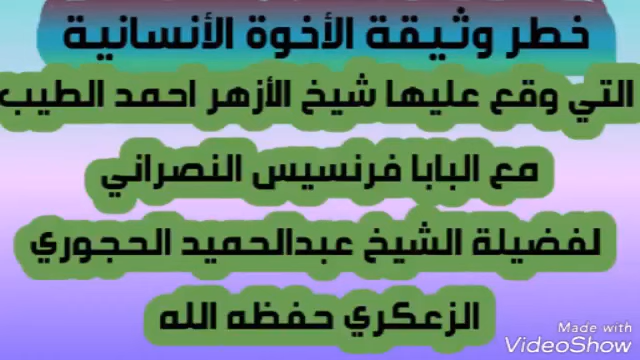 خطر وثيقة الأخوة الأنسانية
التي وقع عليها شيخ الأزهر احمد الطيب
مع البابا فرنسيس النصراني
لفضيلة الشيخ عبدالحميد الحجوري
الزعكري حفظه الله
Made with
VideoShow